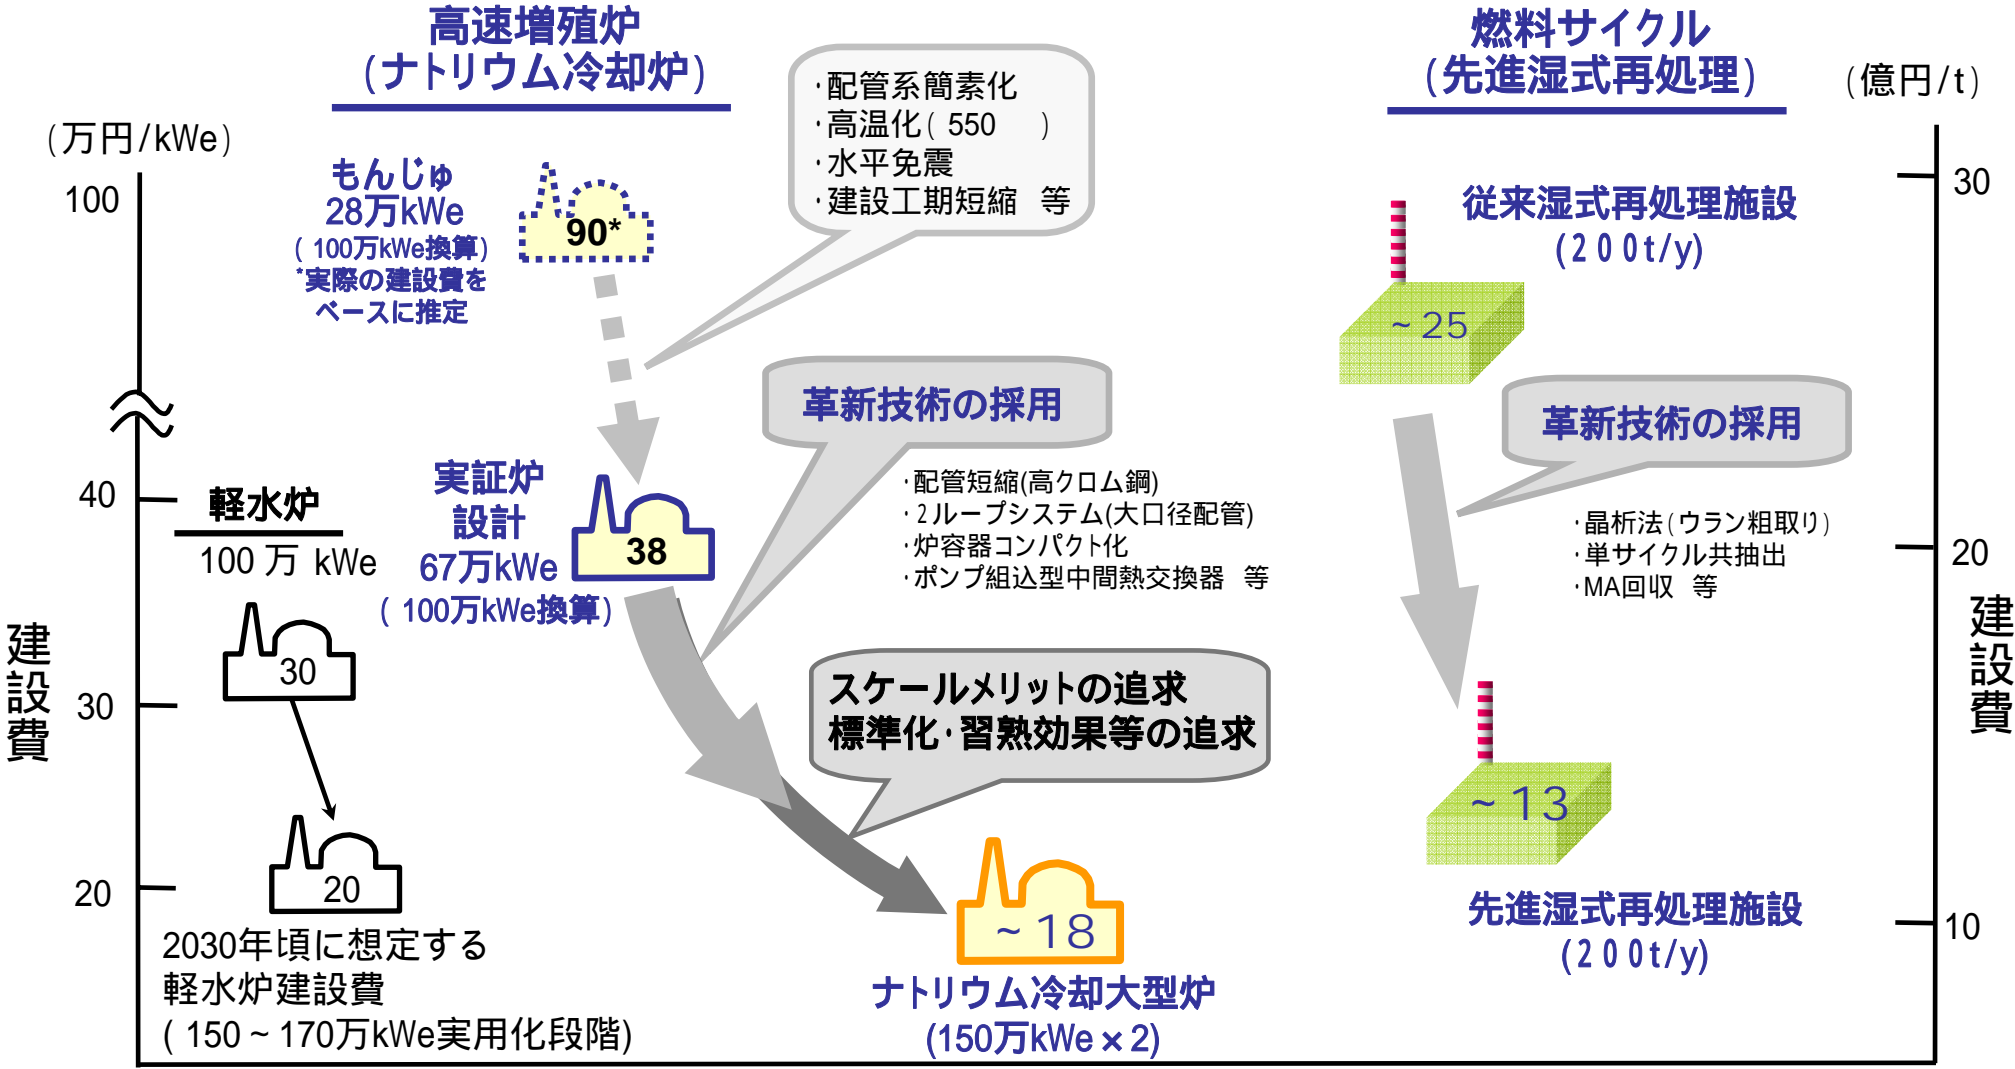 高速増殖炉
(ナトリウム冷却炉)
燃料サイクル
(先進湿式再処理)
(億円/t)
(万円/kWe)
100
もんじゅ
28万kWe
( 100万kWe換算)
*実際の建設費を
ベースに推定
90*
・配管系簡素化
・高温化( 550 )
・水平免震
・建設工期短縮 等
30
従来湿式再処理施設
(200t/y)
~25
革新技術の採用
革新技術の採用
40
軽水炉
100 万 kWe
実証炉
設計
67万kWe
( 100万kWe換算)
38
・配管短縮(高クロム鋼)
・2ループシステム(大口径配管)
・炉容器コンパクト化
・ポンプ組込型中間熱交換器 等
・晶析法(ウラン粗取り)
・単サイクル共抽出
・MA回収 等
20
建設費
建設費
30
30
スケールメリットの追求
標準化・習熟効果等の追求
~13
20
20
2030年頃に想定する
軽水炉建設費
( 150~170万kWe実用化段階)
~18
ナトリウム冷却大型炉
(150万kWe×2)
先進湿式再処理施設
(200t/y)
10